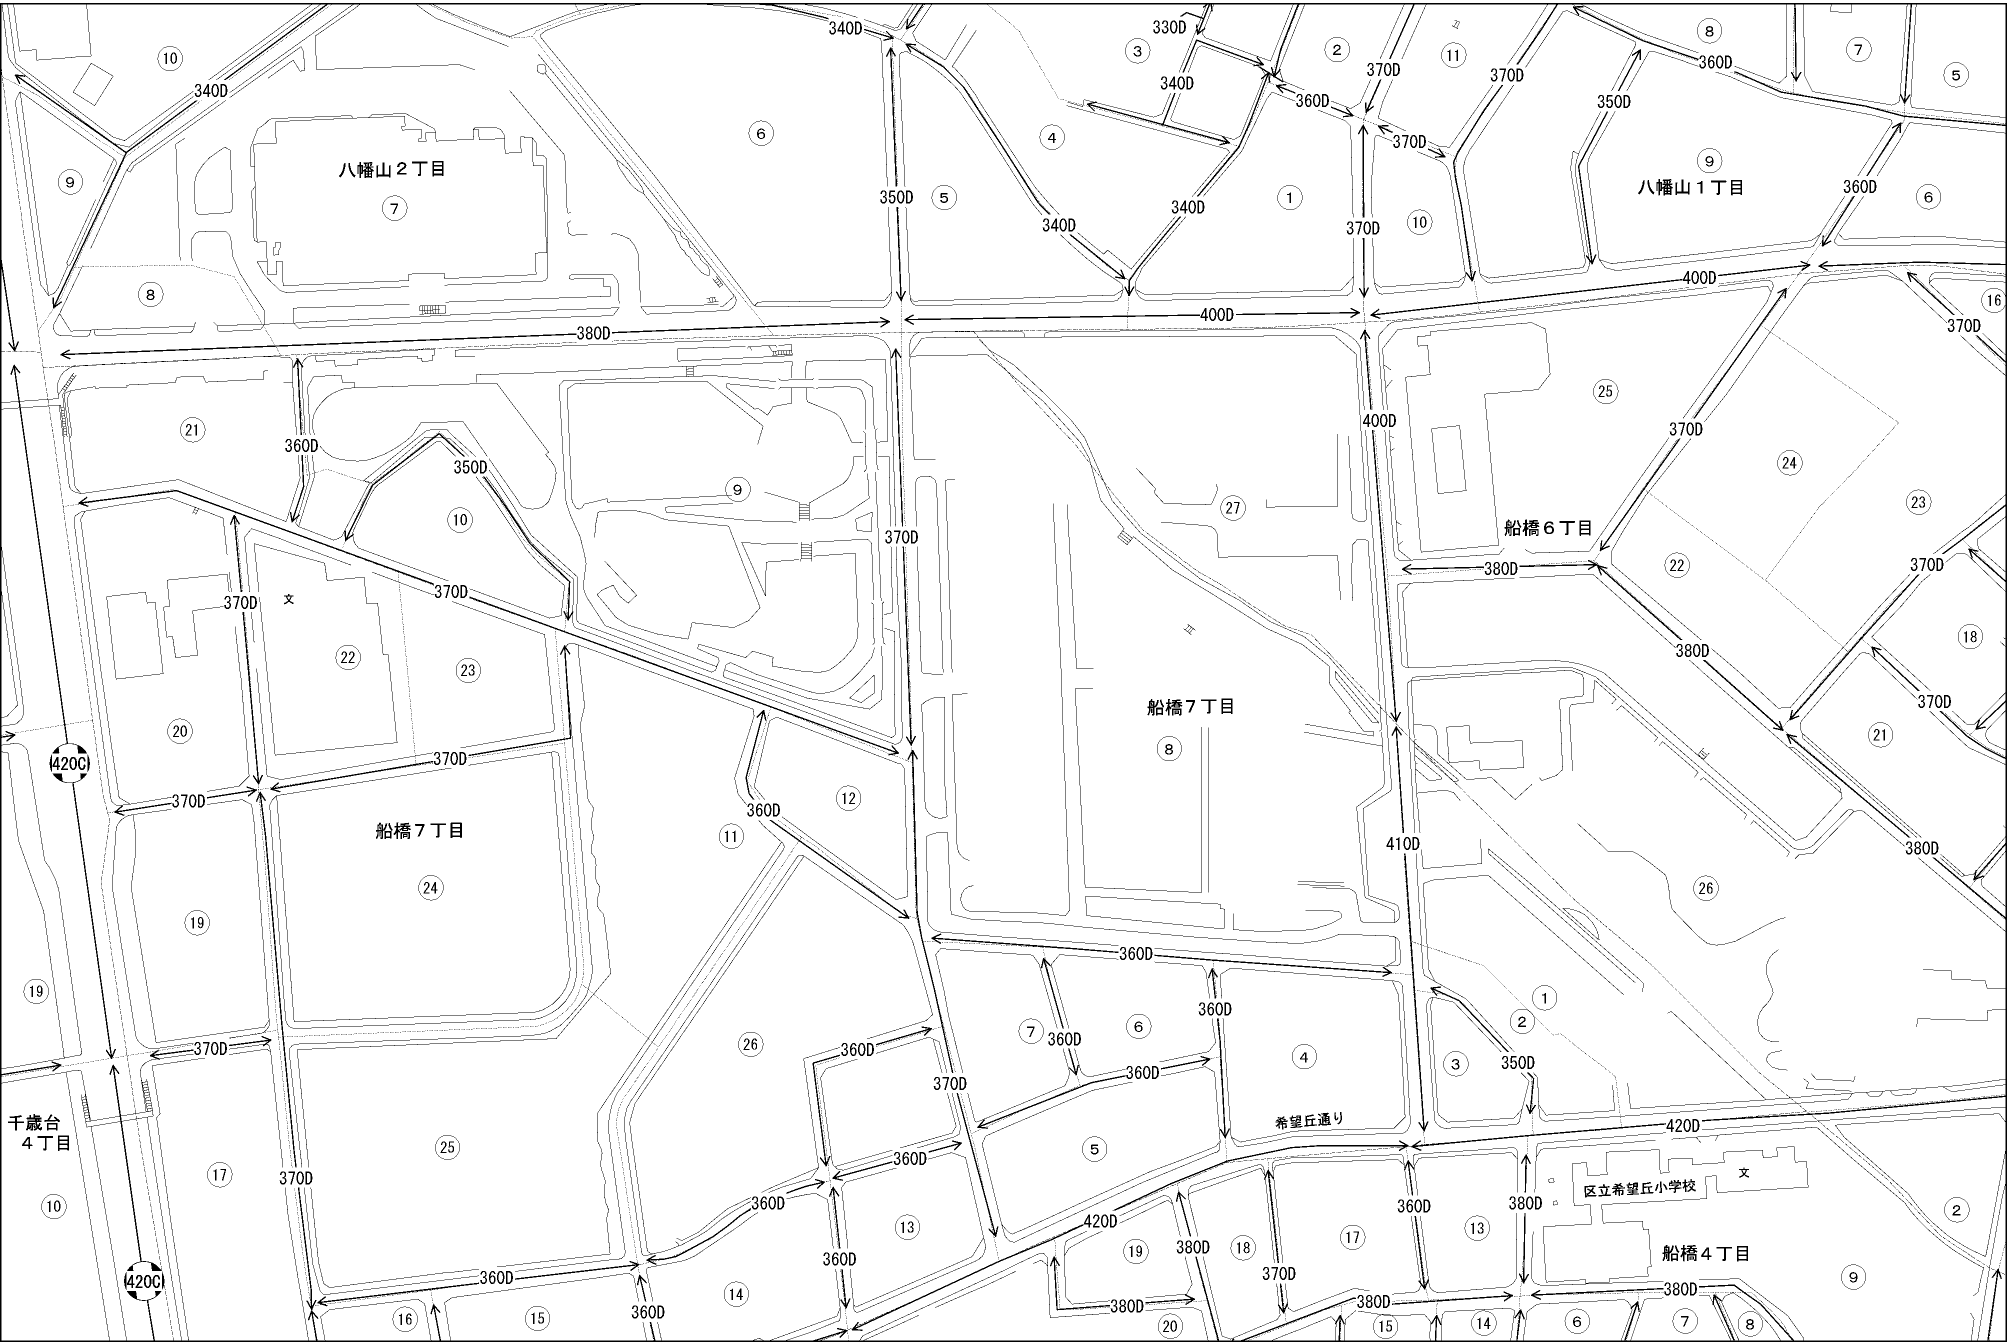 340D
330D
③
②
⑪
⑧
⑦
⑤
⑩
340D
370D
370D
360D
340D
360D
350D
⑥
④
370D
⑨
八幡山２丁目
⑨
八幡山１丁目
⑦
350D
⑤
340D
340D
①
370D
⑩
360D
⑥
⑧
380D
400D
400D
⑯
370D
㉑
360D
350D
⑨
⑩
400D
㉕
370D
㉔
㉗
船橋６丁目
㉓
370D
380D
㉒
370D
文
370D
370D
㉒
㉓
⑱
380D
370D
⑳
船橋７丁目
⑧
㉑
420C
370D
370D
⑫
360D
⑪
船橋７丁目
410D
380D
㉔
㉖
⑲
360D
⑲
①
②
360D
⑦
⑥
360D
㉖
360D
370D
④
③
350D
370D
360D
千歳台
４丁目
希望丘通り
420D
㉕
⑤
360D
⑰
370D
文
区立希望丘小学校
⑩
360D
360D
380D
②
420D
⑬
⑲
380D
⑱
⑰
⑬
船橋４丁目
360D
370D
⑨
420C
360D
⑭
380D
380D
380D
360D
⑯
⑮
⑳
⑮
⑭
⑥
⑦
⑧